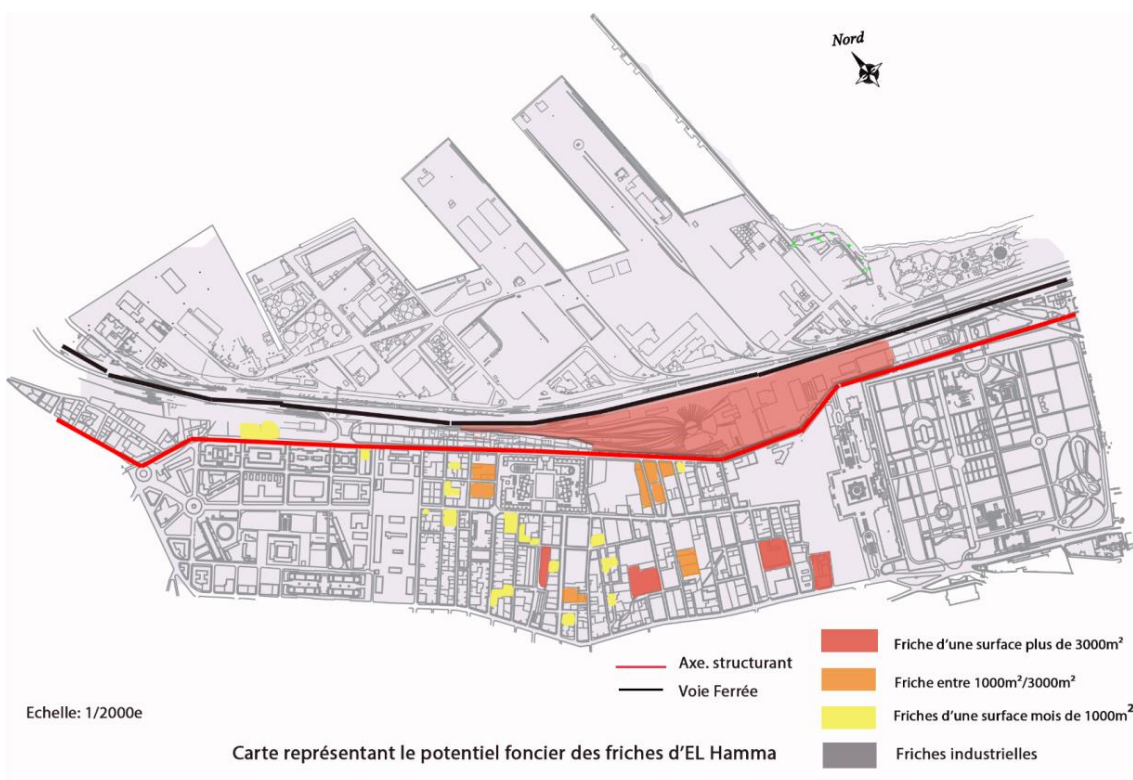 Nord
Axe. structurant
Voie Ferrée
Friche d'une surface plus de 3000m²
Friche entre 1000m²/3000m²
Friches d'une surface mois de 1000m²
Friches industrielles
Echelle: 1/2000e
Carte représentant le potentiel foncier des friches d'EL Hamma